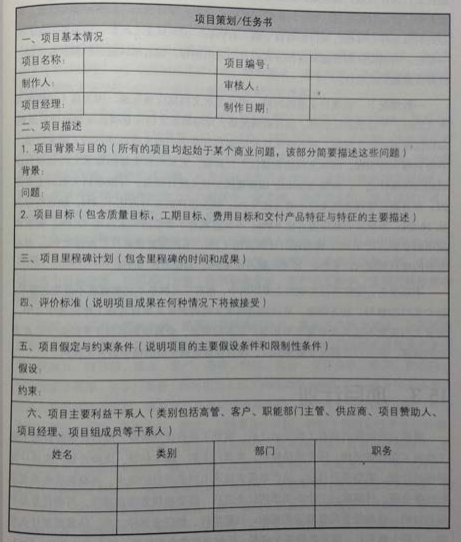 项目策划/任务书
一、项目基本情况
项目名称： 项目编号：
制作人： 审核人：
项目经理： 制作日期：
二、项目描述
1. 项目背景与目的（所有的项目均起始于某个商业问题，该部分简要描述这些问题）
背景：
问题：
2. 项目目标（包含质量目标，工期目标、费用目标和交付产品特征与特征的主要描述）
三、项目里程碑计划（包含里程碑的时间和成果）
四、评价标准（说明项目成果在何种情况下将被接受）
五、项目假定与约束条件（说明项目的主要假设条件和限制性条件）
假设：
约束：
六、项目主要利益干系人（类别包括高管、客户、职能部门主管、供应商、项目赞助人、
项目经理、项目组成员等干系人）
姓名 类别 部门 职务